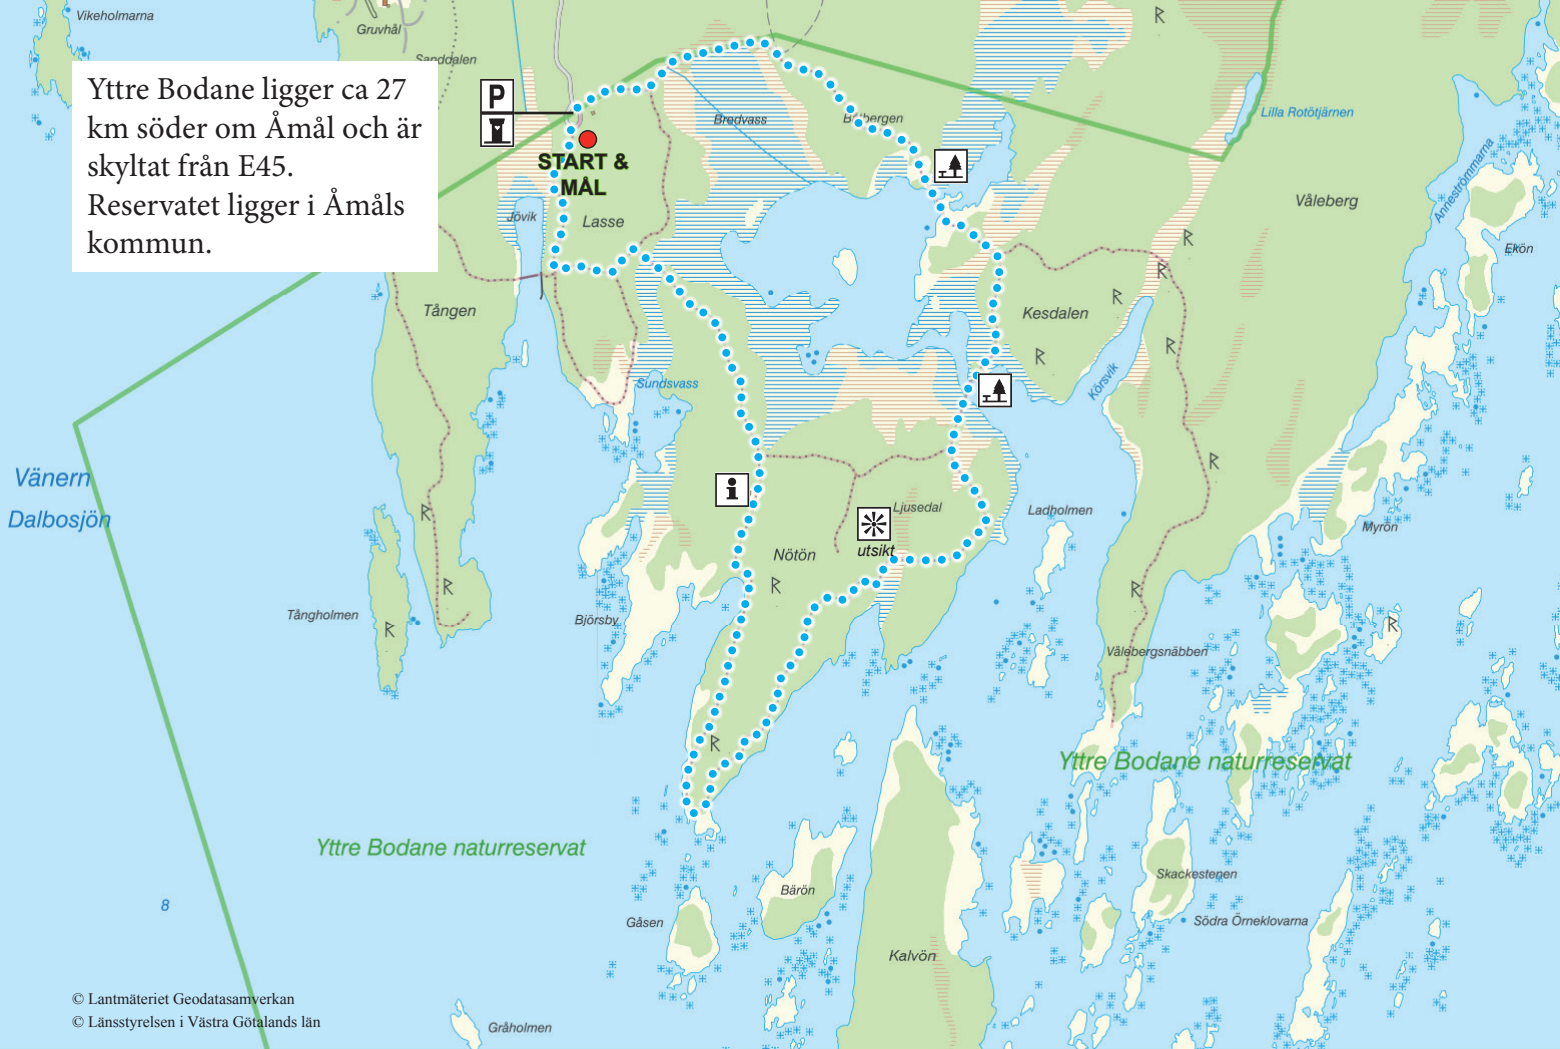 Vikeholmarna
Gruvhål
Sanddalen
Yttre Bodane ligger ca 27
km söder om Åmål och är
skyltat från E45.
Reservatet ligger i Åmåls
kommun.
P
START &
MÅL
Bredvass
Lilla Rotötjärnen
Anneströmmarna
Våleberg
Ekön
Jövik
Lasse
Tången
Kesdalen
Sundsvass
Körsvik
Vänern
Dalbosjön
i
Ljusedal
utsikt
Nötön
Ladholmen
Myrön
Tångholmen
Björsby
Vålebergsnäbben
Yttre Bodane naturreservat
Yttre Bodane naturreservat
8
Bärön
Gåsen
Skackestenen
Södra Örneklovarna
Kalvön
Gråholmen
© Lantmäteriet Geodatasamverkan
© Länsstyrelsen i Västra Götalands län
R
R
R
R
R
R
R
R
R
R
R
R
R
R